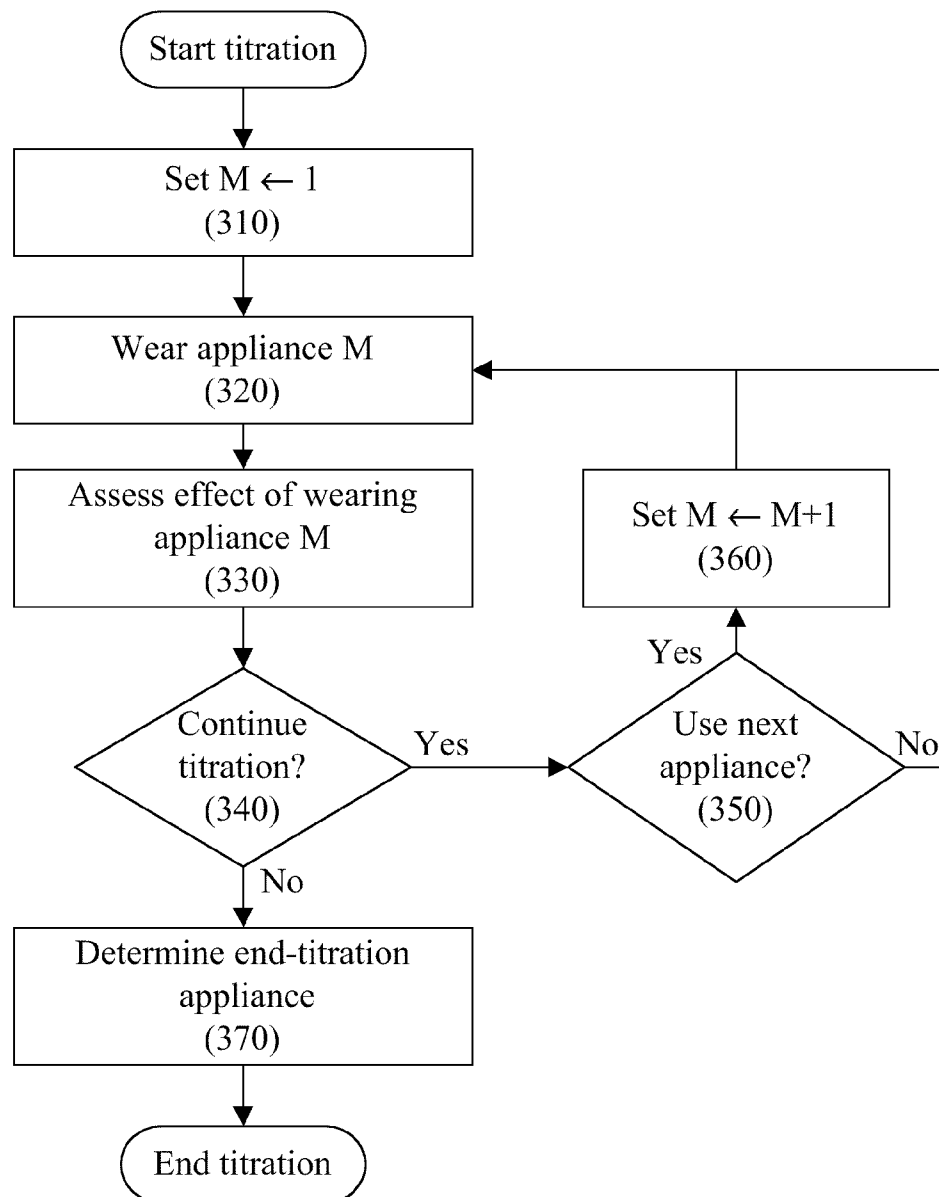 Start titration
Set M ← 1
(310)
Wear appliance M
(320)
Assess effect of wearing
appliance M
(330)
Set M ← M+1
(360)
Yes
Continue
titration?
(340)
Yes
Use next
appliance?
(350)
No
No
Determine end-titration
appliance
(370)
End titration